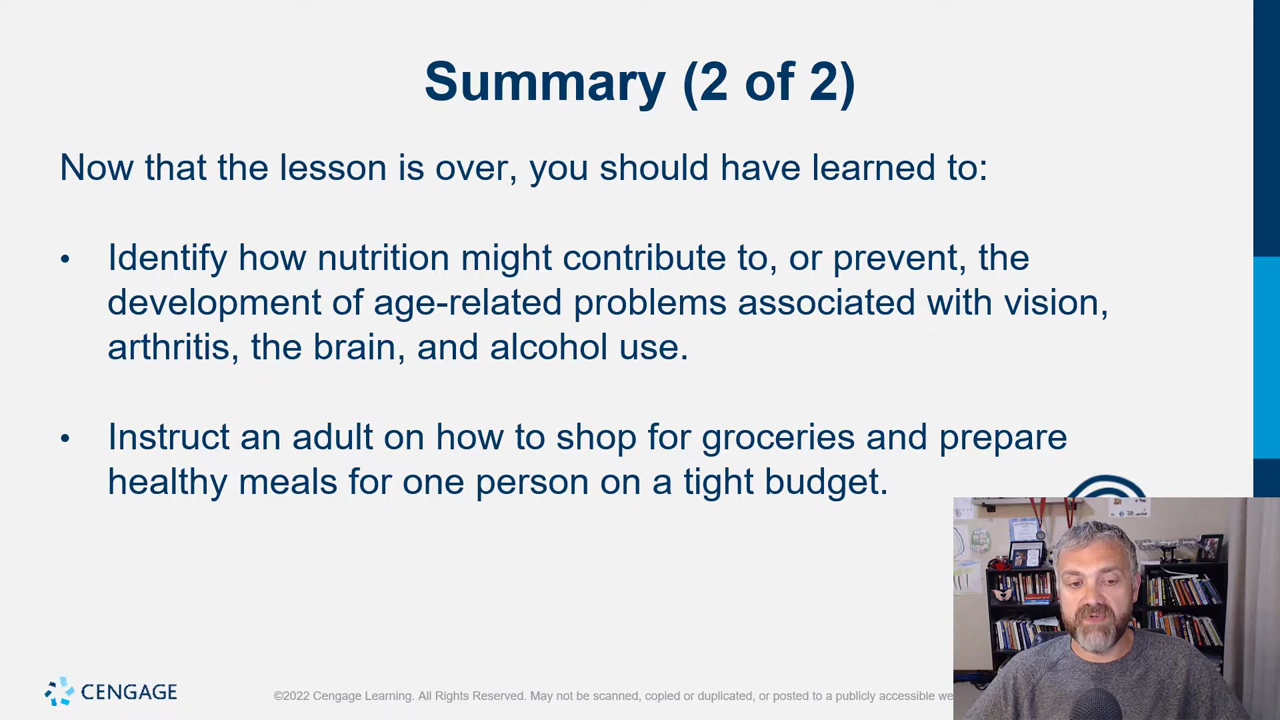 Summary (2 of 2)
Now that the lesson is over, you should have learned to:
• Identify how nutrition might contribute to, or prevent, the
development of age-related problems associated with vision,
arthritis, the brain, and alcohol use.
• Instruct an adult on how to shop for groceries and prepare
healthy meals for one person on a tight budget.
CENGAGE
©2022 Cengage Learning. All Rights Reserved. May not be scanned, copied or duplicated, or posted to a publicly accessible